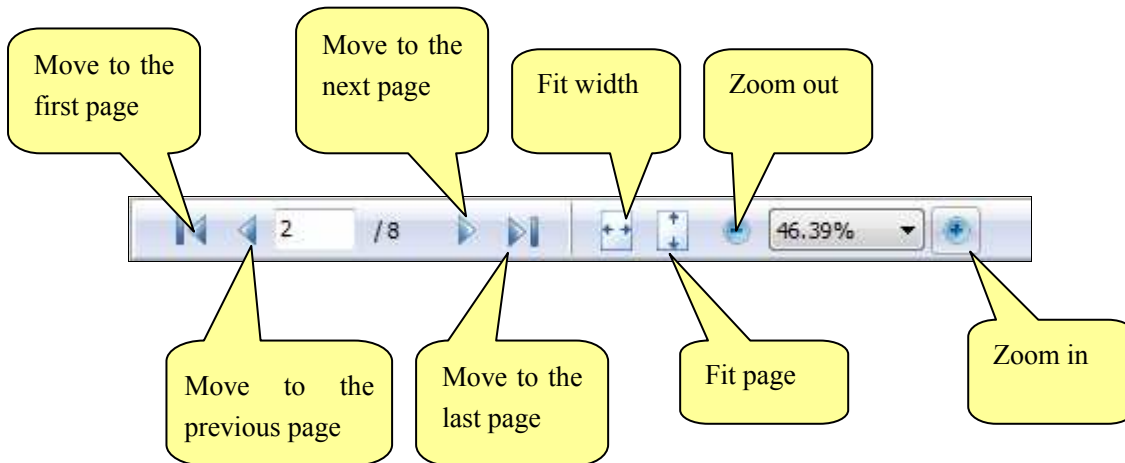 Move to the
first page
Move to the
next page
Fit width
Zoom out
2
/ 8
46.39%
Move to the
previous page
Move to the
last page
Fit page
Zoom in